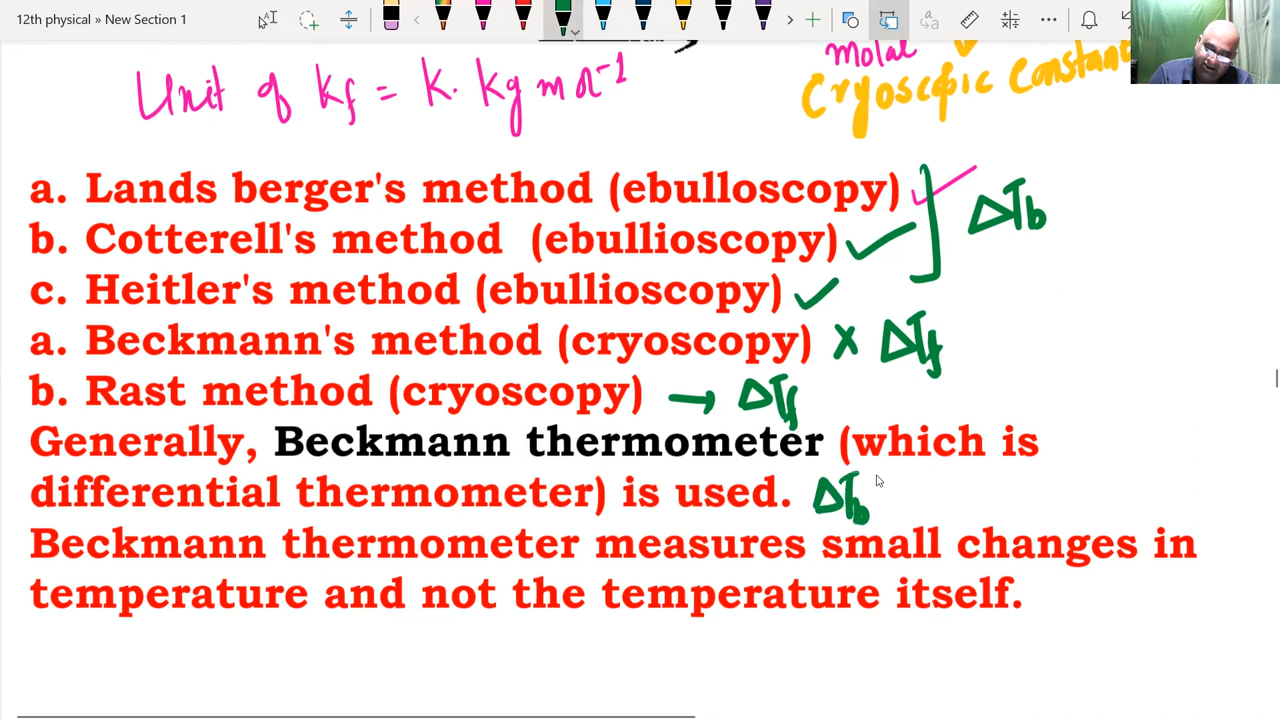 12th physical » New Section 1
molal
Unit of Kf = K. Kg mol-1
Cryoscopic Constant
a. Lands berger's method (ebulloscopy)
b. Cotterell's method (ebullioscopy)
ΔTb
c. Heitler's method (ebullioscopy)
a. Beckmann's method (cryoscopy) x ΔTf
b. Rast method (cryoscopy) → ΔTf
Generally, Beckmann thermometer (which is
differential thermometer) is used. ΔTb
Beckmann thermometer measures small changes in
temperature and not the temperature itself.